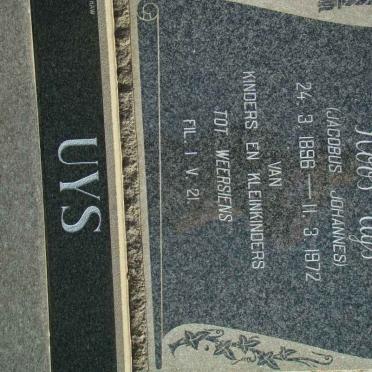 (JACOBUS JOHANNES)
24. 3. 1896 — 11. 3. 1972
VAN
KINDERS EN KLEINKINDERS
TOT WEERSIENS
FIL. 1 V. 21.
UYS